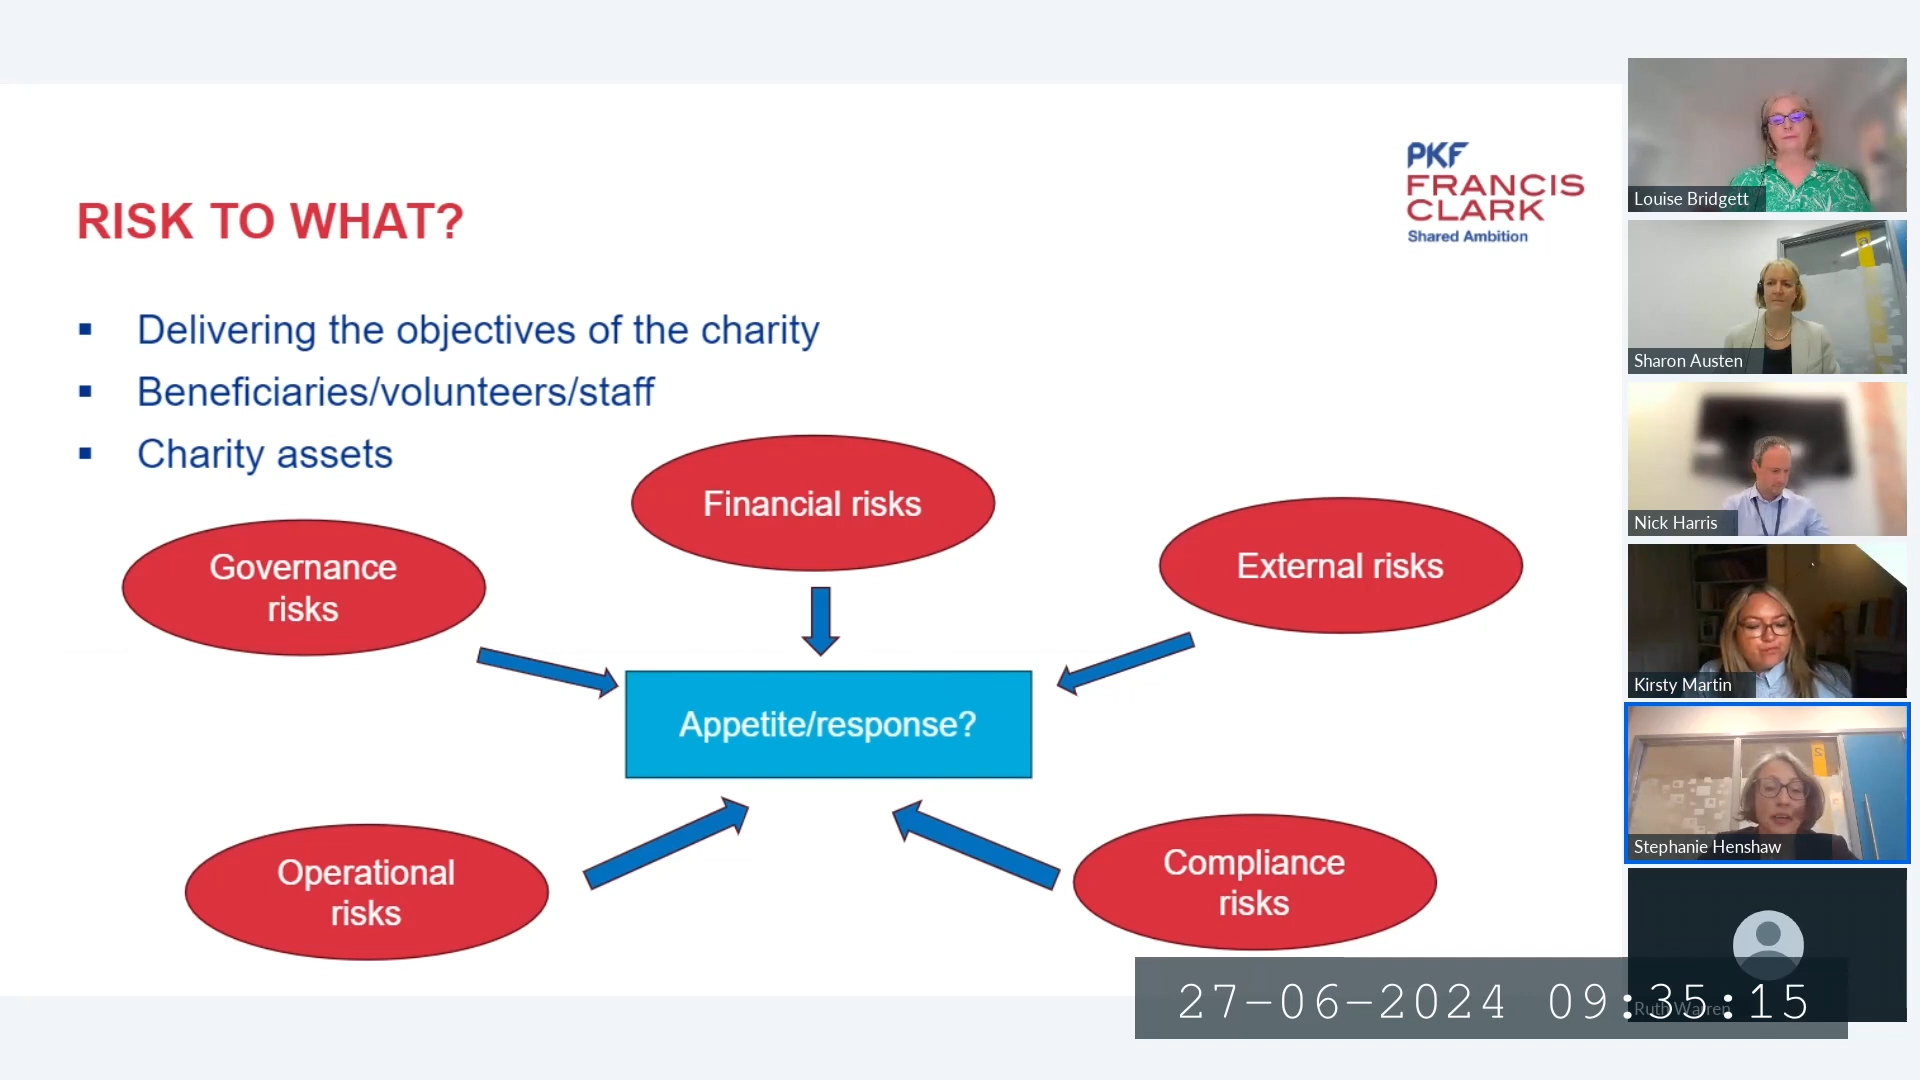 PKF
FRANCIS
CLARK
Shared Ambition
RISK TO WHAT?
Delivering the objectives of the charity
Beneficiaries/volunteers/staff
Charity assets
Financial risks
Governance
risks
External risks
Appetite/response?
Operational
risks
Compliance
risks
Louise Bridgett
Sharon Austen
Nick Harris
Kirsty Martin
Stephanie Henshaw
Ruth Warren
27-06-2024 09:35:15